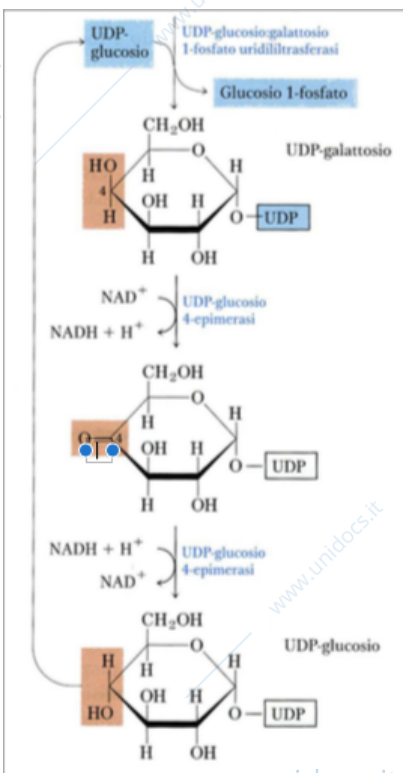 UDP-
glucosio
UDP-glucosio:galattosio
1-fosfato uridililtrasferasi
Glucosio 1-fosfato
CH₂OH
O
UDP-galattosio
HO
H
H
4
OH
H
H
O
UDP
H
OH
NAD⁺
UDP-glucosio
4-epimerasi
NADH + H⁺
CH₂OH
O
H
H
O
4
OH
H
O
UDP
H
OH
NADH + H⁺
UDP-glucosio
4-epimerasi
NAD⁺
www.unidocs.it
CH₂OH
O
UDP-glucosio
H
H
H
OH
H
HO
O
UDP
H
OH